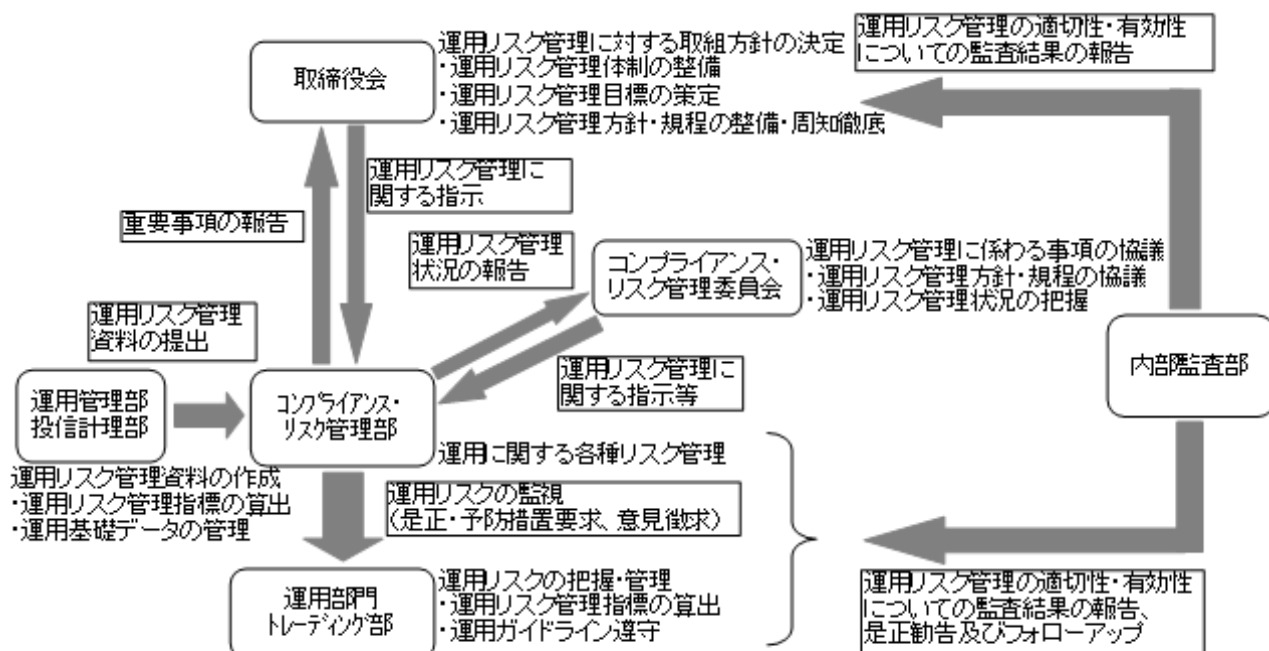 取締役会
運用リスク管理に対する取組方針の決定
・運用リスク管理体制の整備
・運用リスク管理目標の策定
・運用リスク管理方針・規程の整備・周知徹底
運用リスク管理の適切性・有効性
についての監査結果の報告
運用リスク管理に
関する指示
重要事項の報告
運用リスク管理
状況の報告
コンプライアンス・
リスク管理委員会
運用リスク管理に係わる事項の協議
・運用リスク管理方針・規程の協議
・運用リスク管理状況の把握
運用リスク管理
資料の提出
内部監査部
運用管理部
投信計理部
コンプライアンス・
リスク管理部
運用リスク管理に
関する指示等
運用に関する各種リスク管理
運用リスク管理資料の作成
・運用リスク管理指標の算出
・運用基礎データの管理
運用リスクの監視
（是正・予防措置要求、意見徴求）
運用部門
トレーディング部
運用リスクの把握・管理
・運用リスク管理指標の算出
・運用ガイドライン遵守
運用リスク管理の適切性・有効性
についての監査結果の報告、
是正勧告及びフォローアップ